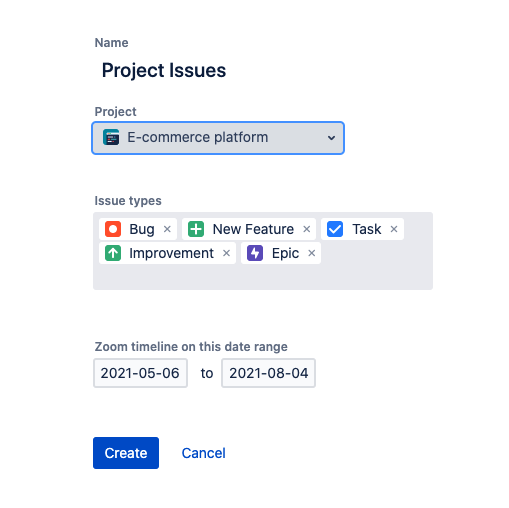 Name
Project Issues
Project
E-commerce platform
Issue types
Bug × New Feature × Task ×
Improvement × Epic ×
Zoom timeline on this date range
2021-05-06 to 2021-08-04
Create Cancel